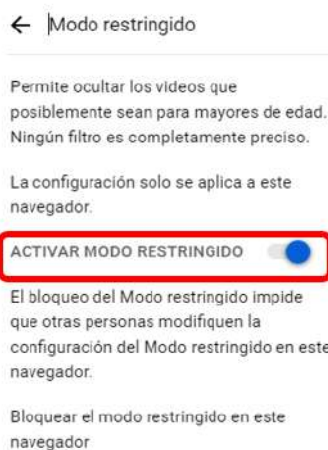 Modo restringido
Permite ocultar los videos que
posiblemente sean para mayores de edad.
Ningún filtro es completamente preciso.
La configuración solo se aplica a este
navegador.
ACTIVAR MODO RESTRINGIDO
El bloqueo del Modo restringido impide
que otras personas modifiquen la
configuración del Modo restringido en este
navegador.
Bloquear el modo restringido en este
navegador